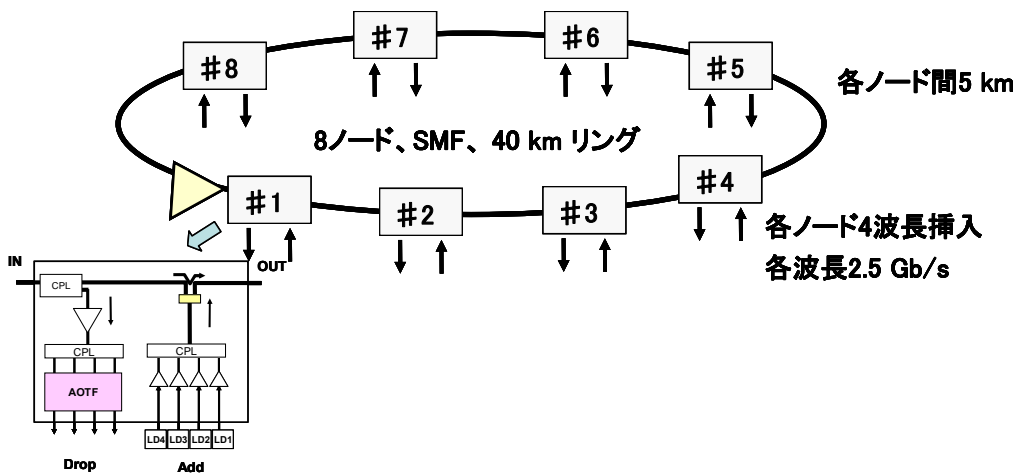 #7
#6
#8
#5
各ノード間5 km
8ノード、SMF、40 km リング
#1
#2
#3
#4
各ノード4波長挿入
各波長2.5 Gb/s
IN
OUT
CPL
CPL
CPL
AOTF
LD4 LD3 LD2 LD1
Drop
Add